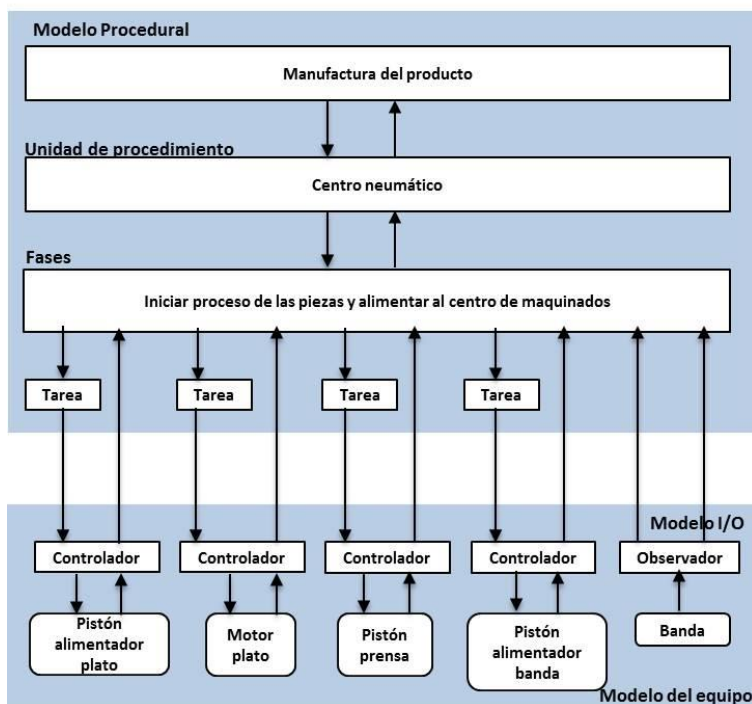 Modelo Procedural
Manufactura del producto
Unidad de procedimiento
Centro neumático
Fases
Iniciar proceso de las piezas y alimentar al centro de maquinados
Tarea
Tarea
Tarea
Tarea
Modelo I/O
Controlador
Controlador
Controlador
Controlador
Observador
Pistón
alimentador
plato
Motor
plato
Pistón
prensa
Pistón
alimentador
banda
Banda
Modelo del equipo